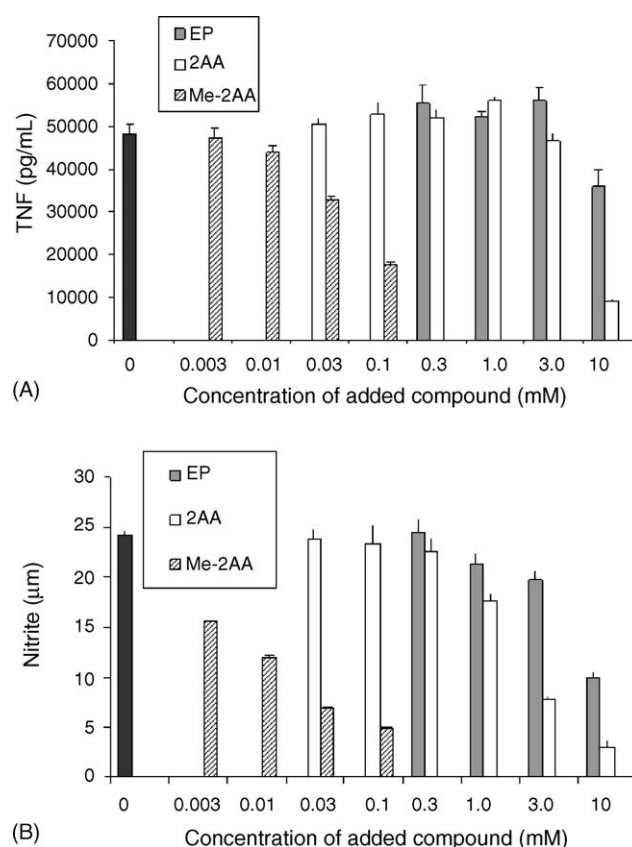 EP
2AA
Me-2AA
TNF (pg/mL)
70000
60000
50000
40000
30000
20000
10000
0
0 0.003 0.01 0.03 0.1 0.3 1.0 3.0 10
(A) Concentration of added compound (mM)
EP
2AA
Me-2AA
Nitrite (μm)
30
25
20
15
10
5
0
0 0.003 0.01 0.03 0.1 0.3 1.0 3.0 10
(B) Concentration of added compound (mM)